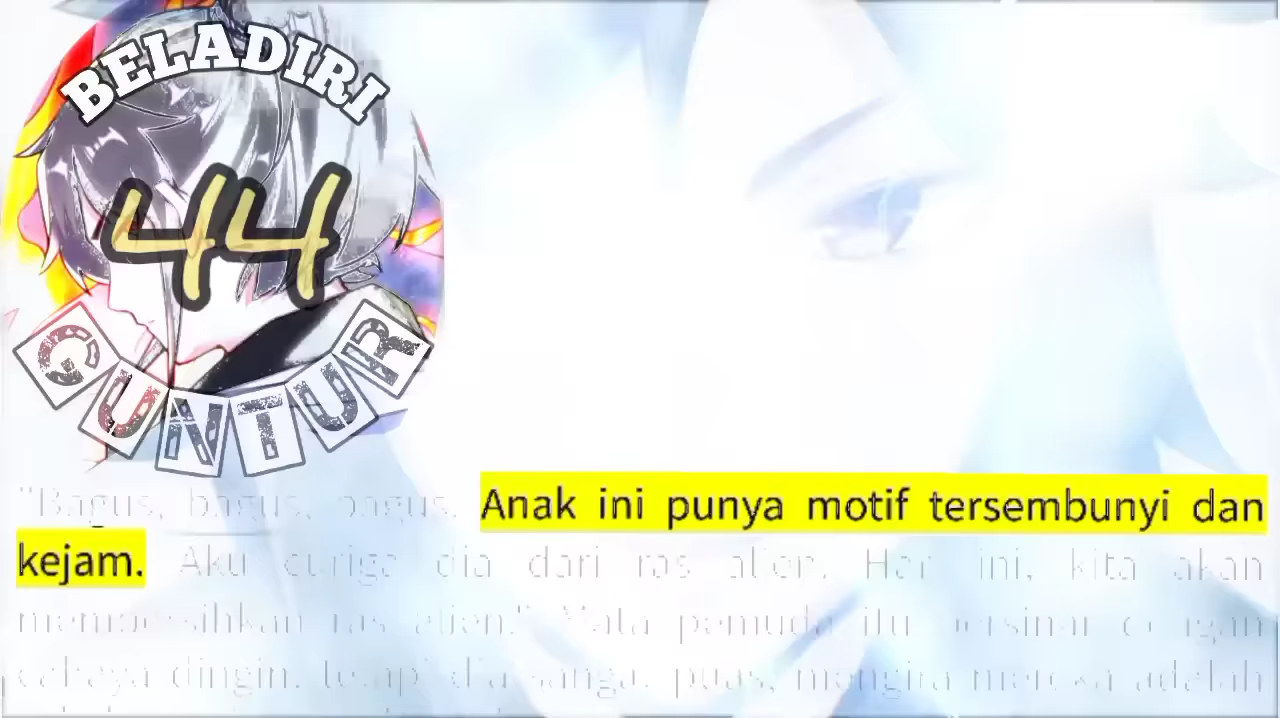 BELADIRI
44
GUNTUR
"Bagus, bagus, bagus. Anak ini punya motif tersembunyi dan
kejam. Aku curiga dia dari ras alien. Hari ini, kita akan
membersihkan ras alien." Mata pemuda itu bersinar dengan
cahaya dingin, tetapi dia sangat puas, mengira mereka adalah